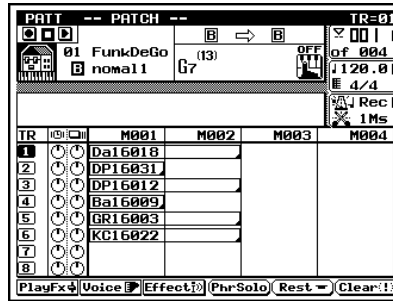 PATT -- PATCH -- TR=01
B ⇨ B
01 FunkDeGo (13) OFF of 004
B nomal1 G7 ♩120.0
4/4
Rec
1Ms
TR M001 M002 M003 M004
1 Da16018
2 DP16031
3 DP16012
4 Ba16009
5 GR16003
6 KC16022
7
8
PlayFx Voice Effect PhrSolo Rest Clear!